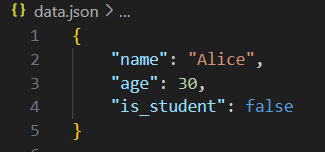 {} data.json > ...
1 {
2     "name": "Alice",
3     "age": 30,
4     "is_student": false
5 }